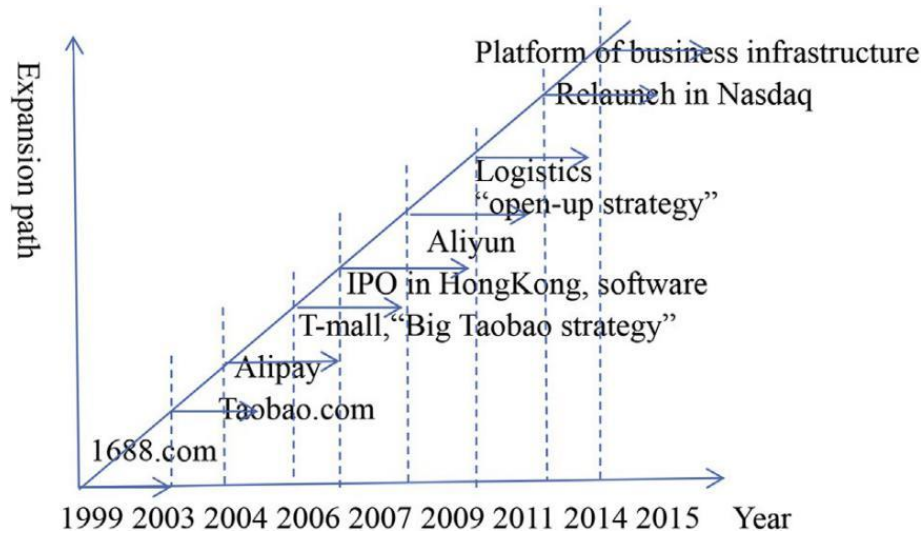 Expansion path
Platform of business infrastructure
Relaunch in Nasdaq
Logistics
“open-up strategy”
Aliyun
IPO in HongKong, software
T-mall,“Big Taobao strategy”
Alipay
Taobao.com
1688.com
1999 2003 2004 2006 2007 2009 2011 2014 2015 Year